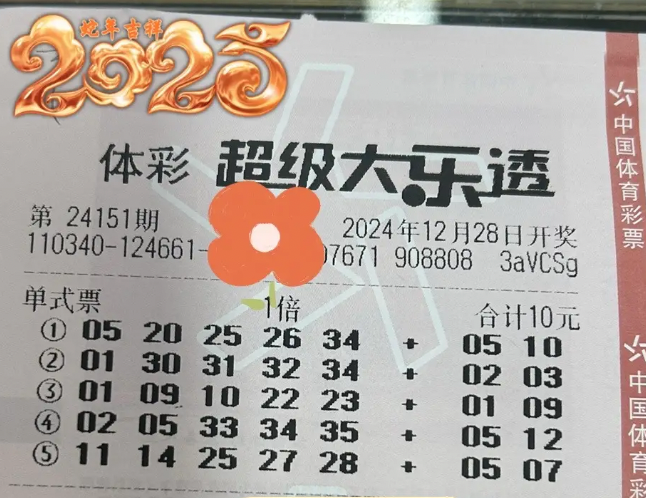 2025
蛇年吉祥
体彩 超级大乐透
第 24151期 2024年12月28日开奖
110340-124661- 07671 908808 3aVCSg
单式票 1倍 合计10元
① 05 20 25 26 34 + 05 10
② 01 30 31 32 34 + 02 03
③ 01 09 10 22 23 + 01 09
④ 02 05 33 34 35 + 05 12
⑤ 11 14 25 27 28 + 05 07
中国体育彩票
中国体育彩